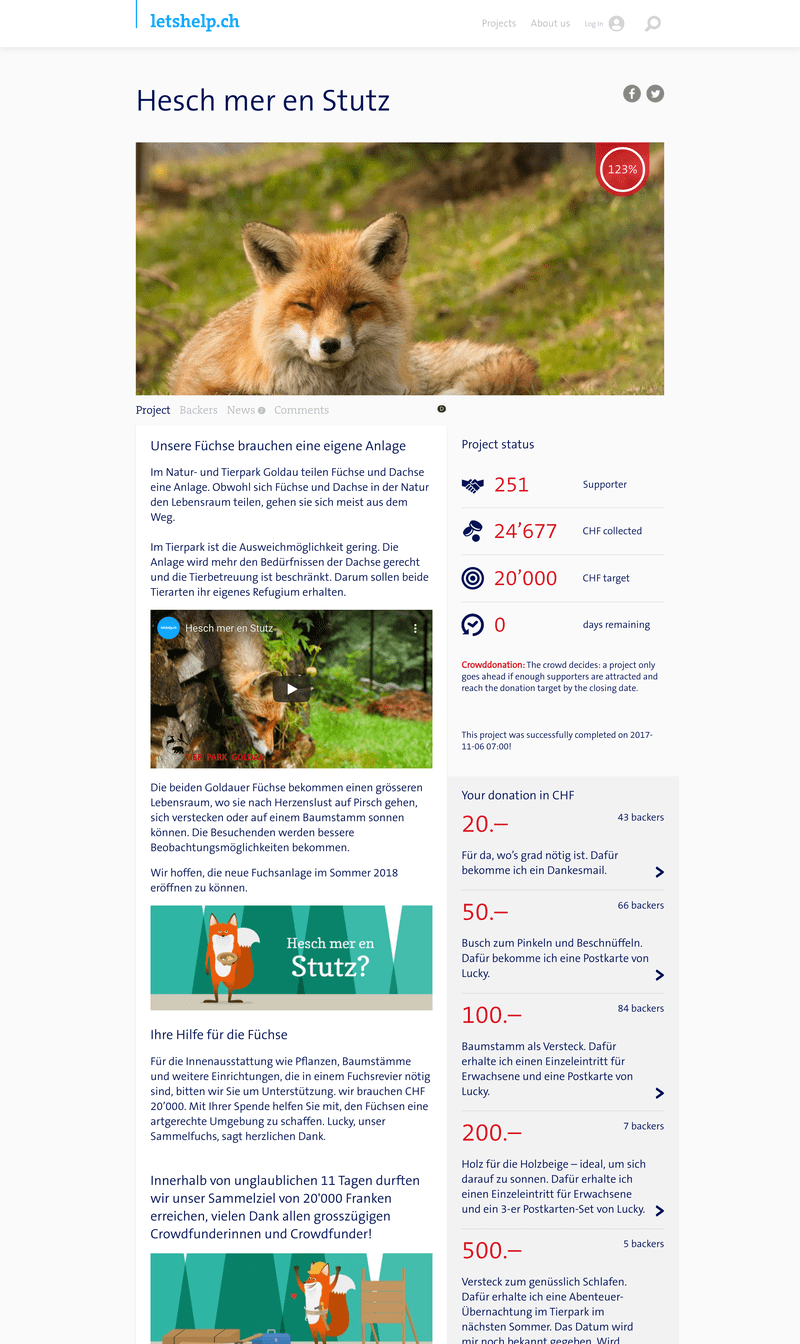 letshelp.ch
Projects
About us
Log In
Hesch mer en Stutz
123%
Project
Backers
News
Comments
D
Unsere Füchse brauchen eine eigene Anlage
Im Natur- und Tierpark Goldau teilen Füchse und Dachse
eine Anlage. Obwohl sich Füchse und Dachse in der Natur
den Lebensraum teilen, gehen sie sich meist aus dem
Weg.
Im Tierpark ist die Ausweichmöglichkeit gering. Die
Anlage wird mehr den Bedürfnissen der Dachse gerecht
und die Tierbetreuung ist beschränkt. Darum sollen beide
Tierarten ihr eigenes Refugium erhalten.
Hesch mer en Stutz
PARK GOLDAU
Die beiden Goldauer Füchse bekommen einen grösseren
Lebensraum, wo sie nach Herzenslust auf Pirsch gehen,
sich verstecken oder auf einem Baumstamm sonnen
können. Die Besuchenden werden bessere
Beobachtungsmöglichkeiten bekommen.
Wir hoffen, die neue Fuchsanlage im Sommer 2018
eröffnen zu können.
Hesch mer en
Stutz?
Ihre Hilfe für die Füchse
Für die Innenausstattung wie Pflanzen, Baumstämme
und weitere Einrichtungen, die in einem Fuchsrevier nötig
sind, bitten wir Sie um Unterstützung. wir brauchen CHF
20’000. Mit Ihrer Spende helfen Sie mit, den Füchsen eine
artgerechte Umgebung zu schaffen. Lucky, unser
Sammelfuchs, sagt herzlichen Dank.
Innerhalb von unglaublichen 11 Tagen durften
wir unser Sammelziel von 20'000 Franken
erreichen, vielen Dank allen grosszügigen
Crowdfunderinnen und Crowdfunder!
Project status
251 Supporter
24’677 CHF collected
20’000 CHF target
0 days remaining
Crowddonation: The crowd decides: a project only
goes ahead if enough supporters are attracted and
reach the donation target by the closing date.
This project was successfully completed on 2017-
11-06 07:00!
Your donation in CHF
20.– 43 backers
Für da, wo’s grad nötig ist. Dafür
bekomme ich ein Dankesmail.
50.– 66 backers
Busch zum Pinkeln und Beschnüffeln.
Dafür bekomme ich eine Postkarte von
Lucky.
100.– 84 backers
Baumstamm als Versteck. Dafür
erhalte ich einen Einzeleintritt für
Erwachsene und eine Postkarte von
Lucky.
200.– 7 backers
Holz für die Holzbeige – ideal, um sich
darauf zu sonnen. Dafür erhalte ich
einen Einzeleintritt für Erwachsene
und ein 3-er Postkarten-Set von Lucky.
500.– 5 backers
Versteck zum genüsslich Schlafen.
Dafür erhalte ich eine Abenteuer-
Übernachtung im Tierpark im
nächsten Sommer. Das Datum wird
mir noch bekannt gegeben. Wird